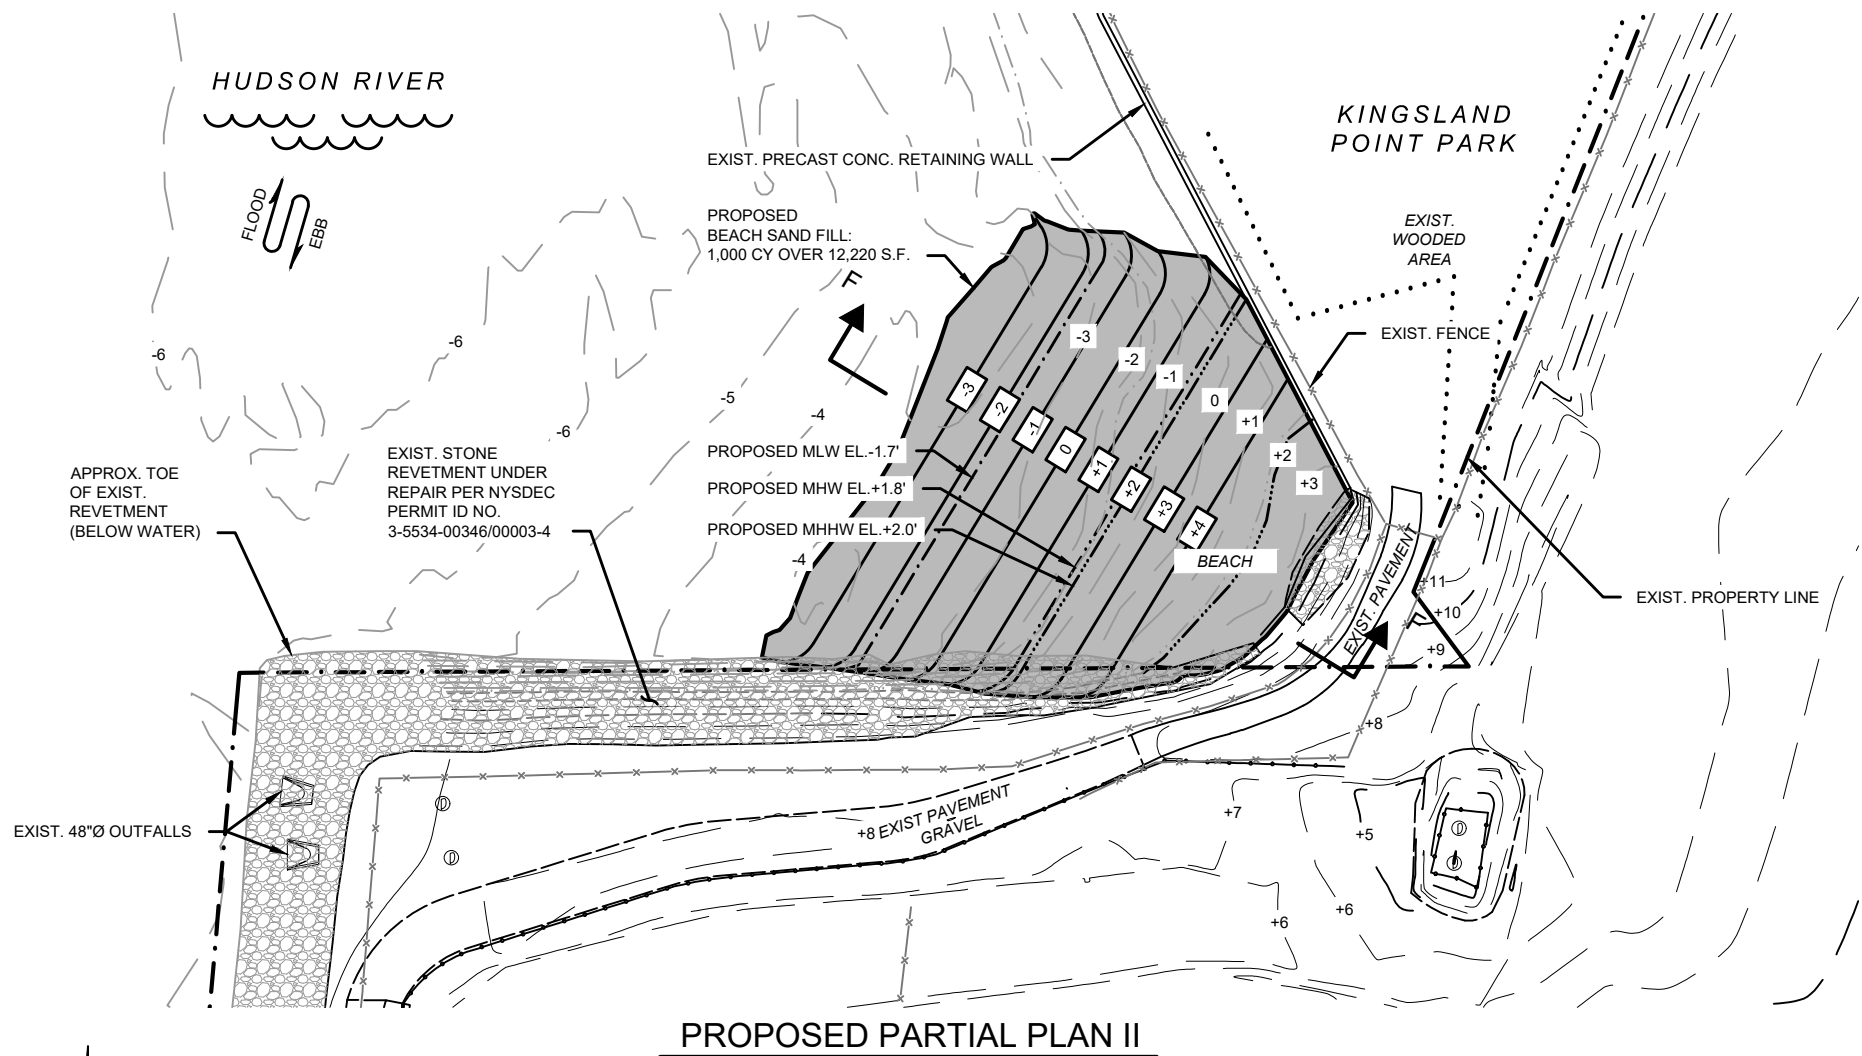 HUDSON RIVER
FLOOD
EBB
KINGSLAND
POINT PARK
EXIST. PRECAST CONC. RETAINING WALL
PROPOSED
BEACH SAND FILL:
1,000 CY OVER 12,220 S.F.
EXIST.
WOODED
AREA
F
EXIST. FENCE
-6
-6
-6
-5
-4
-4
-3
-2
-1
0
+1
+2
+3
-3
-2
-1
0
+1
+2
+3
+4
PROPOSED MLW EL.-1.7'
PROPOSED MHW EL.+1.8'
PROPOSED MHHW EL.+2.0'
BEACH
APPROX. TOE
OF EXIST.
REVETMENT
(BELOW WATER)
EXIST. STONE
REVETMENT UNDER
REPAIR PER NYSDEC
PERMIT ID NO.
3-5534-00346/00003-4
EXIST. PAVEMENT
EXIST. PROPERTY LINE
+11
+10
+9
+8
+7
+5
+6
+6
EXIST. 48"Ø OUTFALLS
+8 EXIST PAVEMENT
GRAVEL
D
D
D
D
PROPOSED PARTIAL PLAN II